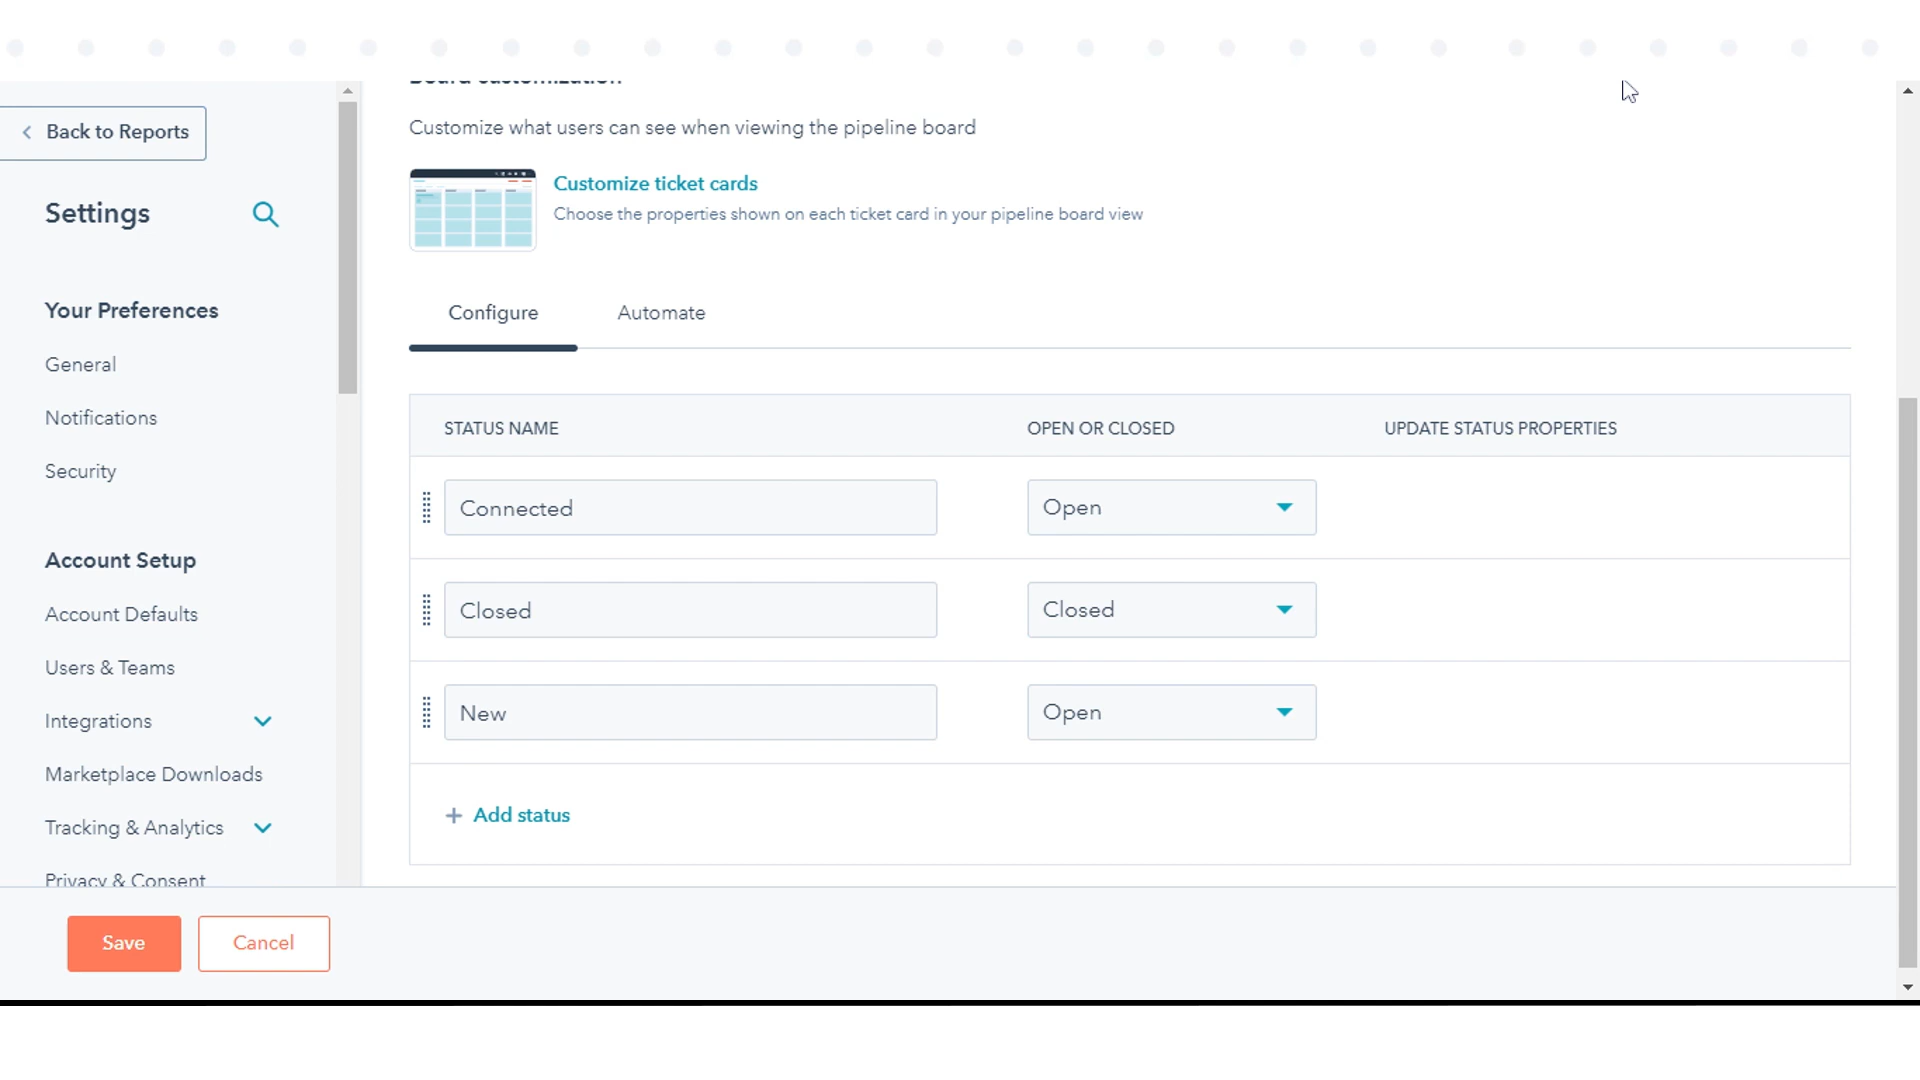 Board customization
Back to Reports
Customize what users can see when viewing the pipeline board
Settings
Customize ticket cards
Choose the properties shown on each ticket card in your pipeline board view
Your Preferences
General
Notifications
Security
Account Setup
Account Defaults
Users & Teams
Integrations
Marketplace Downloads
Tracking & Analytics
Privacy & Consent
Configure Automate
STATUS NAME OPEN OR CLOSED UPDATE STATUS PROPERTIES
Connected Open
Closed Closed
New Open
+ Add status
Save Cancel